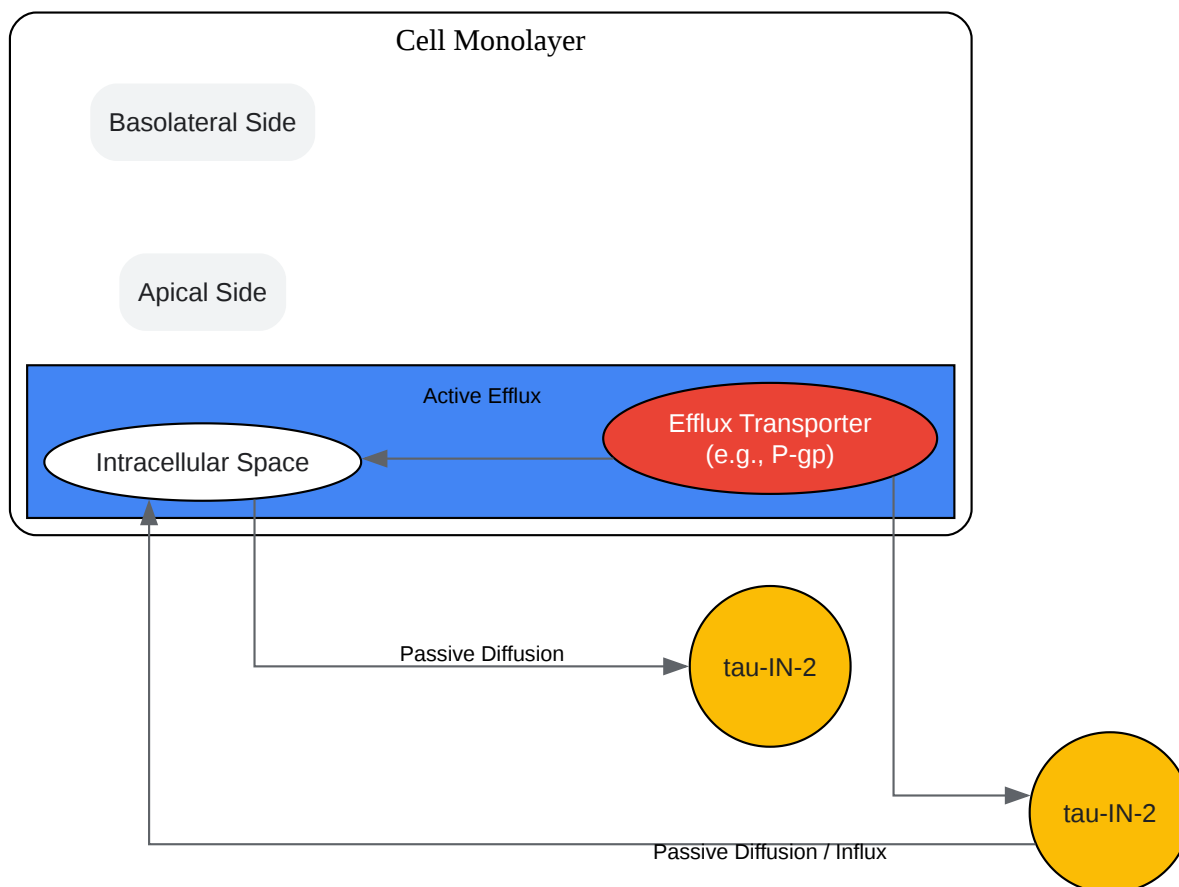 Cell Monolayer
Basolateral Side
Apical Side
Active Efflux
Efflux Transporter
(e.g., P-gp)
Intracellular Space
Passive Diffusion
tau-IN-2
tau-IN-2
Passive Diffusion / Influx